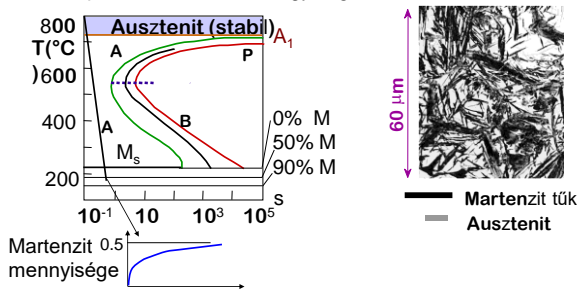 800
Ausztenit (stabil)
A1
T(°C
)600
A
P
400
A
B
Ms
0% M
50% M
90% M
200
s
10-1
10
103
105
Martenzit
mennyisége
0.5
60 μm
Martenzit tűk
Ausztenit